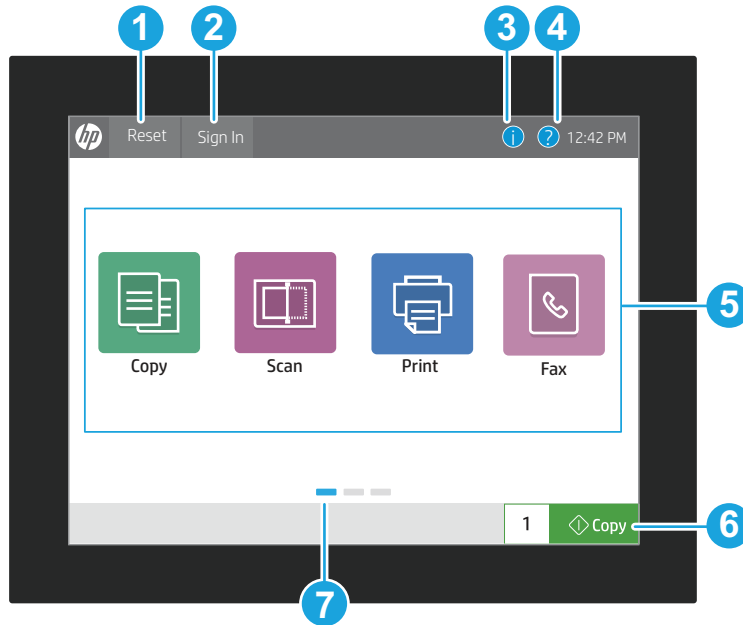 1 2 3 4
hp Reset Sign In i ? 12:42 PM
5
Copy Scan Print Fax
1 Copy 6
7